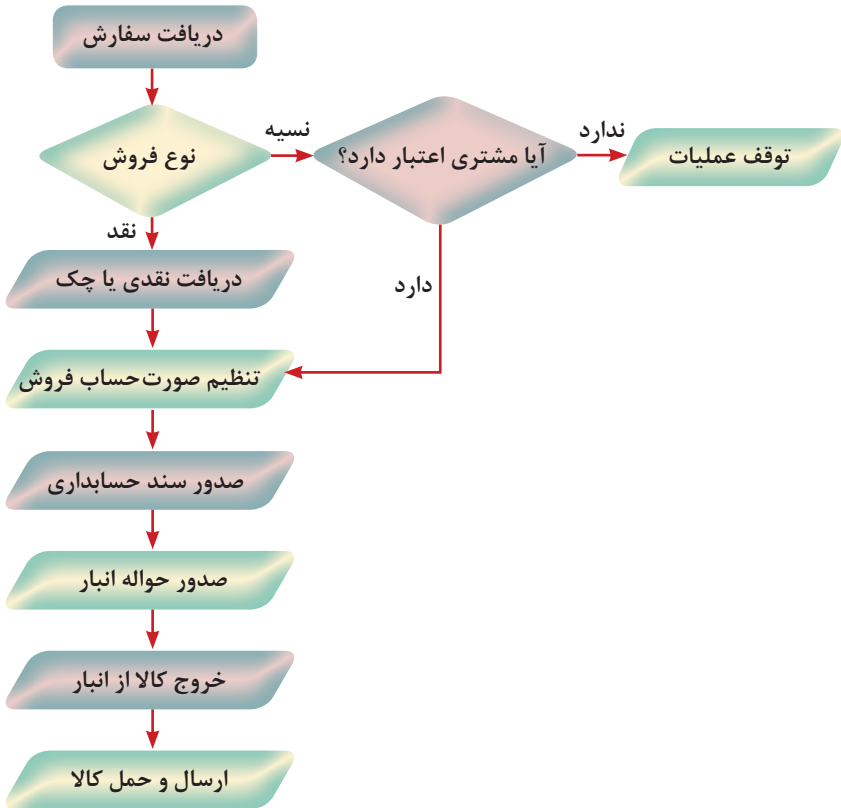 دریافت سفارش
نوع فروش
نسیه
آیا مشتری اعتبار دارد؟
ندارد
توقف عملیات
نقد
دارد
دریافت نقدی یا چک
تنظیم صورت‌حساب فروش
صدور سند حسابداری
صدور حواله انبار
خروج کالا از انبار
ارسال و حمل کالا